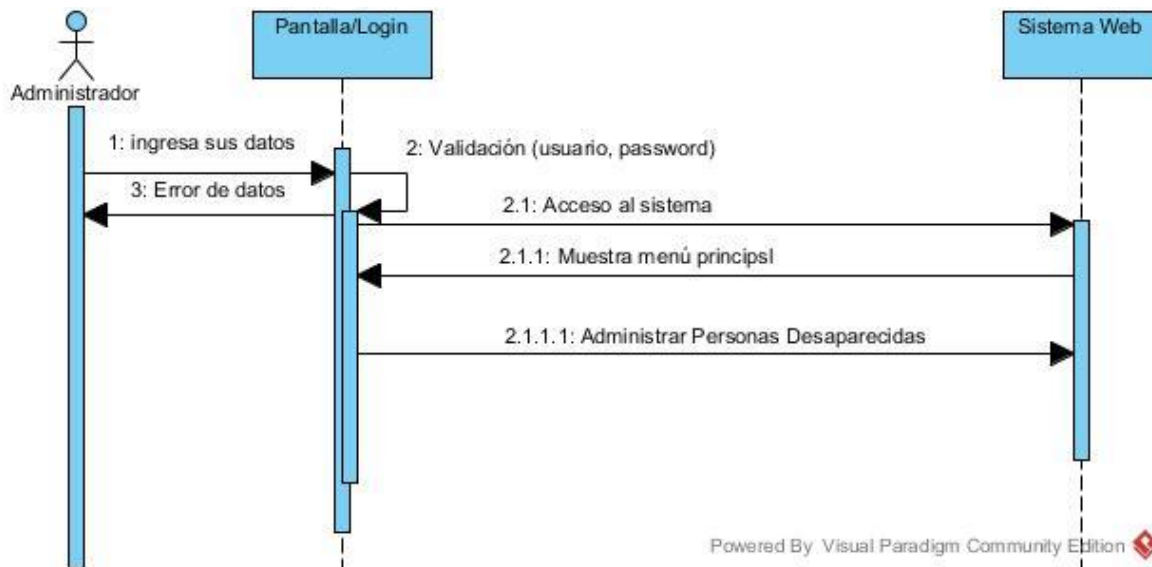 Pantalla/Login
Sistema Web
Administrador
1: ingresa sus datos
2: Validación (usuario, password)
3: Error de datos
2.1: Acceso al sistema
2.1.1: Muestra menú principsl
2.1.1.1: Administrar Personas Desaparecidas
Powered By Visual Paradigm Community Edition